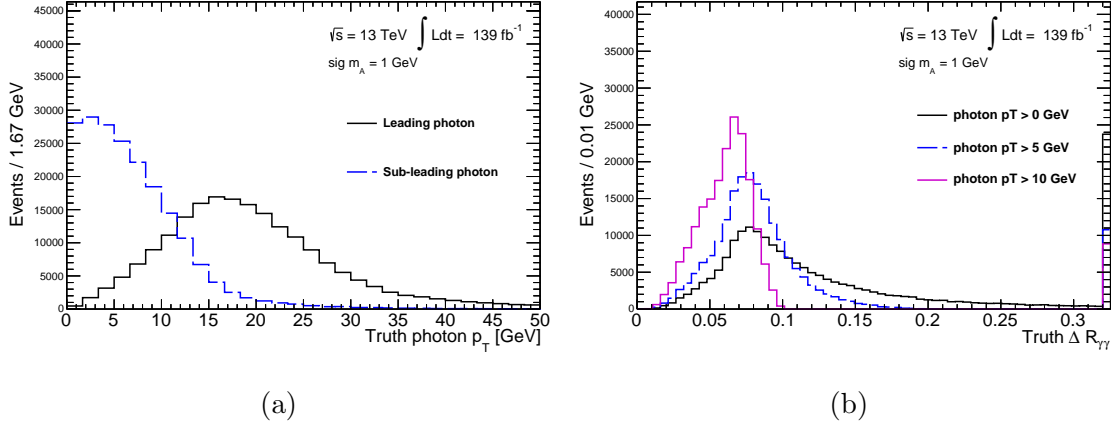 √s = 13 TeV ∫ Ldt = 139 fb⁻¹
sig m_A = 1 GeV
Leading photon
Sub-leading photon
Events / 1.67 GeV
45000
40000
35000
30000
25000
20000
15000
10000
5000
0
0 5 10 15 20 25 30 35 40 45 50
Truth photon p_T [GeV]
(a)
√s = 13 TeV ∫ Ldt = 139 fb⁻¹
sig m_A = 1 GeV
photon pT > 0 GeV
photon pT > 5 GeV
photon pT > 10 GeV
Events / 0.01 GeV
40000
35000
30000
25000
20000
15000
10000
5000
0
0 0.05 0.1 0.15 0.2 0.25 0.3
Truth Δ R_γγ
(b)